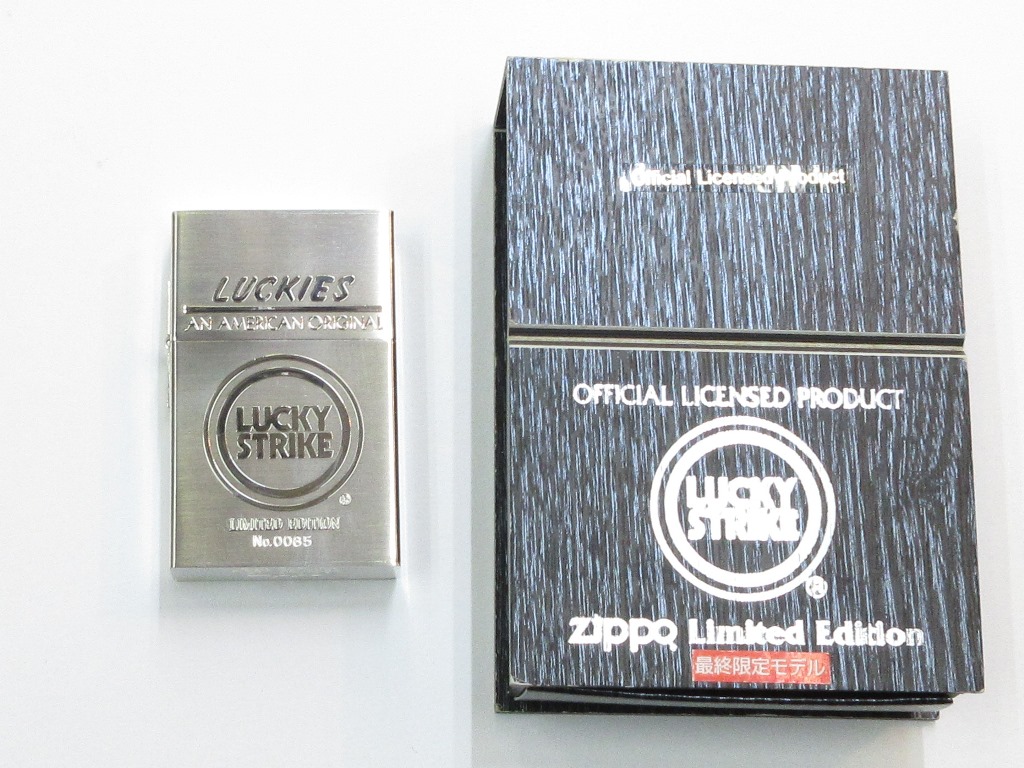 LUCKIES
AN AMERICAN ORIGINAL
LUCKY
STRIKE
®
LIMITED EDITION
No.0085
Official Licensed Product
OFFICIAL LICENSED PRODUCT
LUCKY
STRIKE
®
Zippo Limited Edition
最終限定モデル